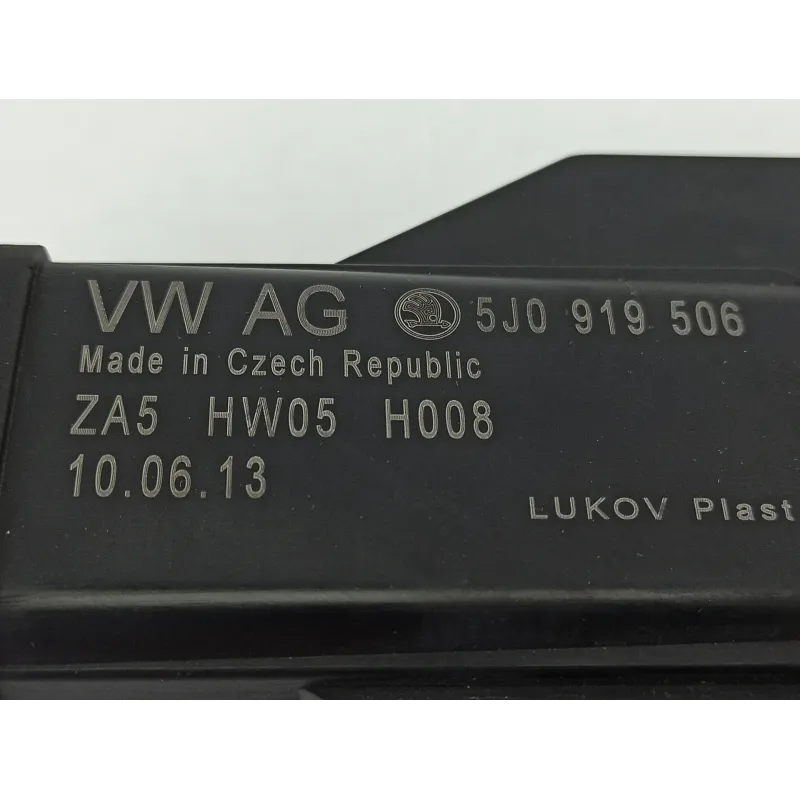 VW AG 5J0 919 506
Made in Czech Republic
ZA5 HW05 H008
10.06.13
LUKOV Plast